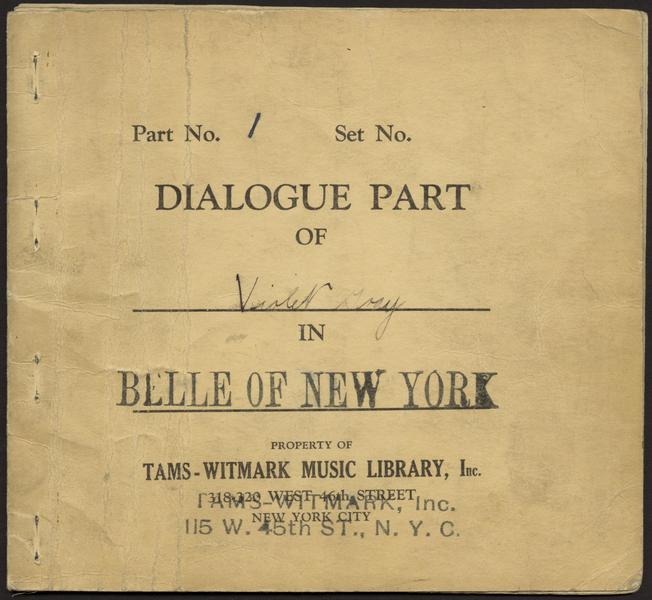 Part No. 1 Set No.
DIALOGUE PART
OF
Violet Gray
IN
BELLE OF NEW YORK
PROPERTY OF
TAMS-WITMARK MUSIC LIBRARY, Inc.
318-320 WEST 46th STREET
NEW YORK CITY
TAMS-WITMARK, Inc.
115 W. 45th ST., N. Y. C.